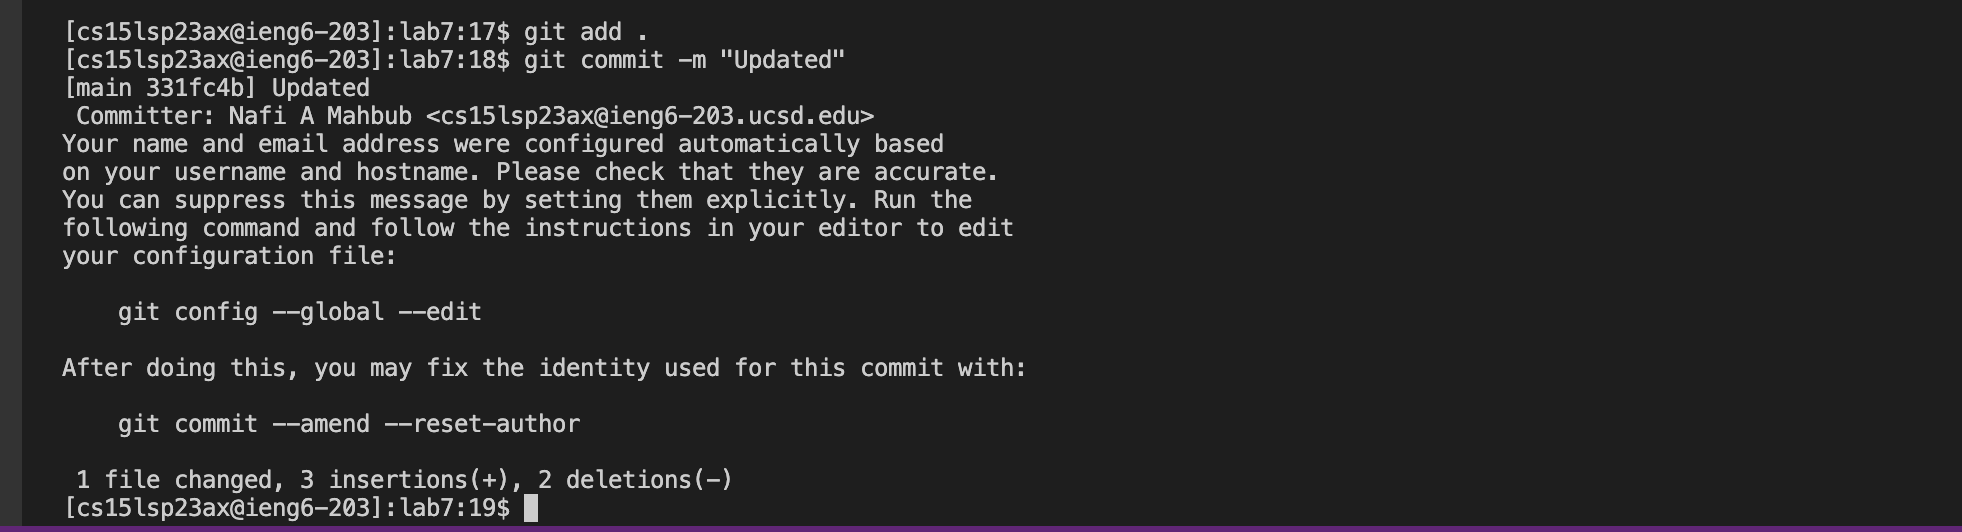 [cs15lsp23ax@ieng6-203]:lab7:17$ git add .
[cs15lsp23ax@ieng6-203]:lab7:18$ git commit -m "Updated"
[main 331fc4b] Updated
 Committer: Nafi A Mahbub <cs15lsp23ax@ieng6-203.ucsd.edu>
Your name and email address were configured automatically based
on your username and hostname. Please check that they are accurate.
You can suppress this message by setting them explicitly. Run the
following command and follow the instructions in your editor to edit
your configuration file:

    git config --global --edit

After doing this, you may fix the identity used for this commit with:

    git commit --amend --reset-author

 1 file changed, 3 insertions(+), 2 deletions(-)
[cs15lsp23ax@ieng6-203]:lab7:19$